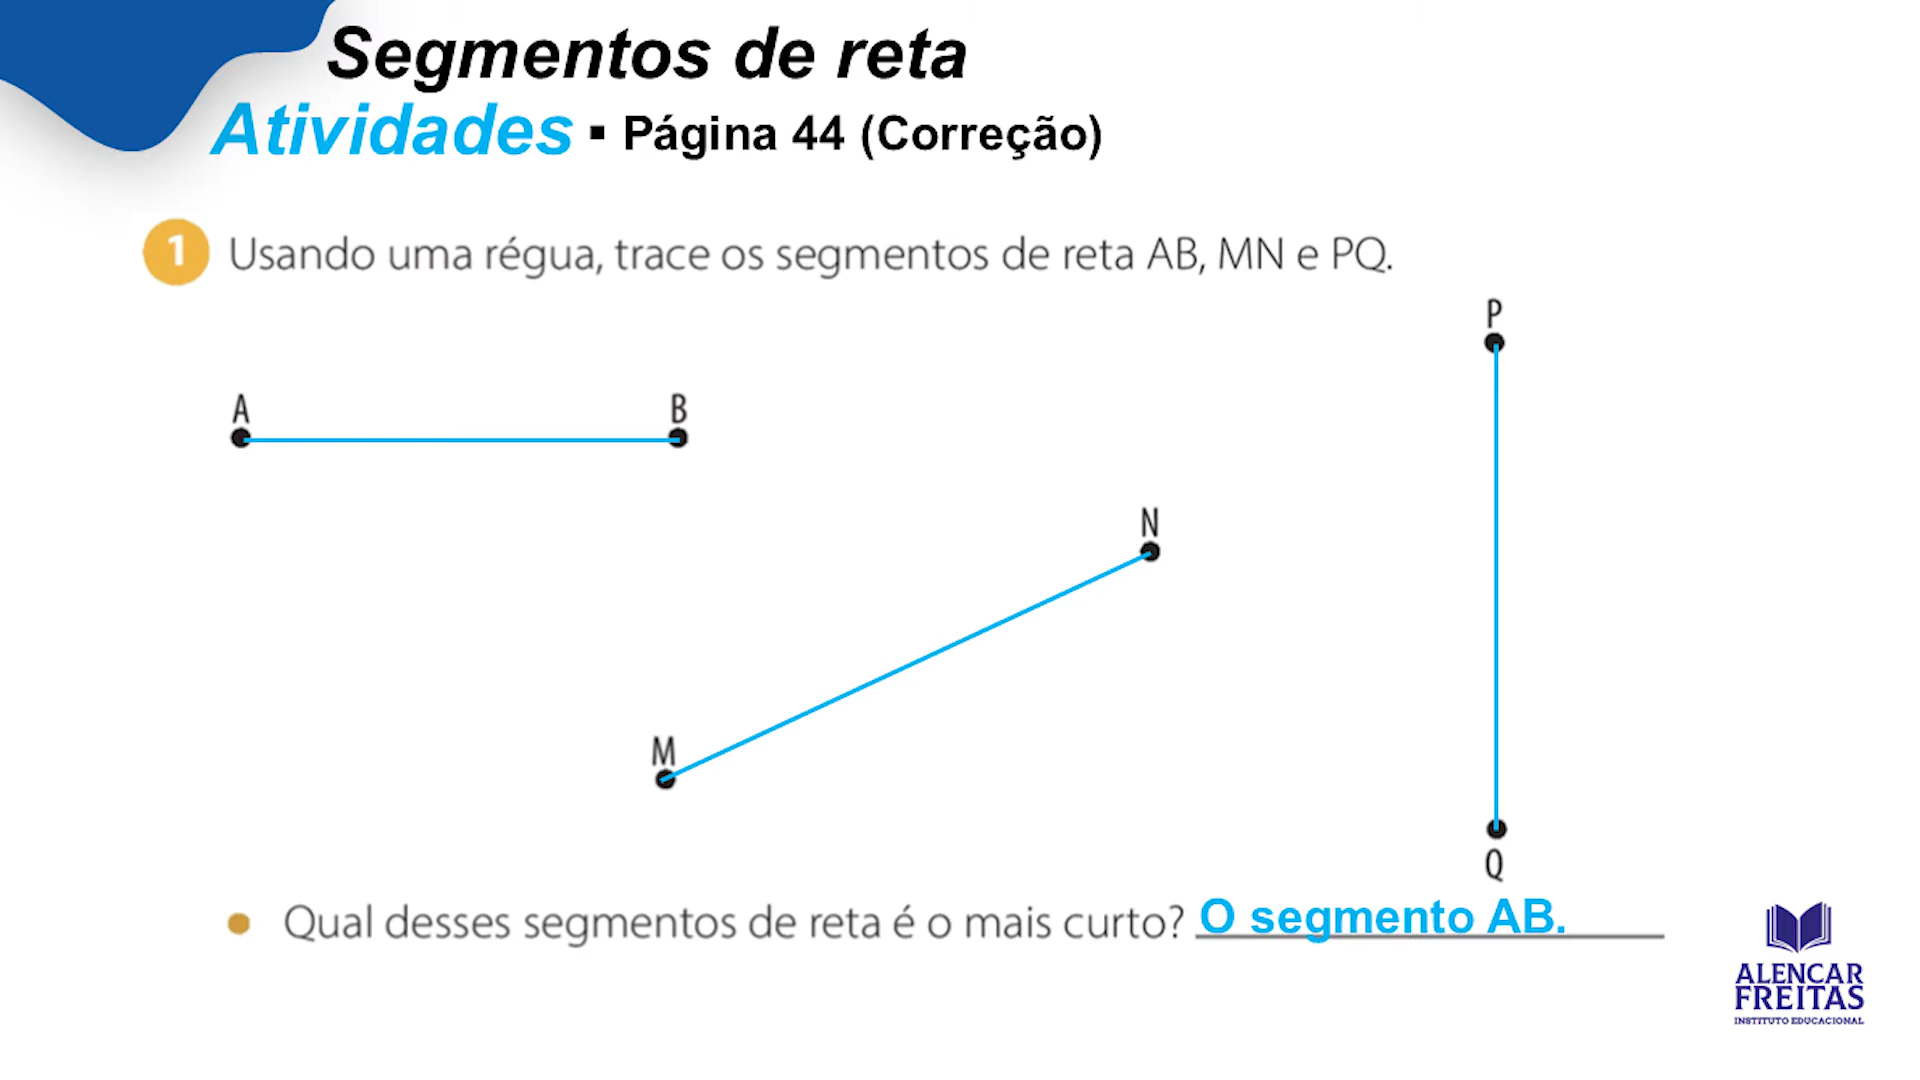 Segmentos de reta
Atividades ▪ Página 44 (Correção)
1 Usando uma régua, trace os segmentos de reta AB, MN e PQ.
P
A B
N
M
Q
• Qual desses segmentos de reta é o mais curto? O segmento AB.
ALENCAR
FREITAS
INSTITUTO EDUCACIONAL